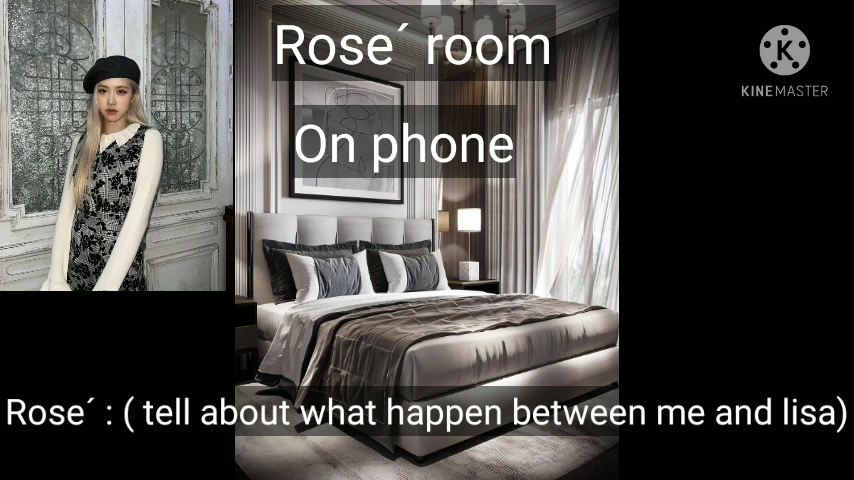 Rose´ room
On phone
KINEMASTER
Rose´ : ( tell about what happen between me and lisa)